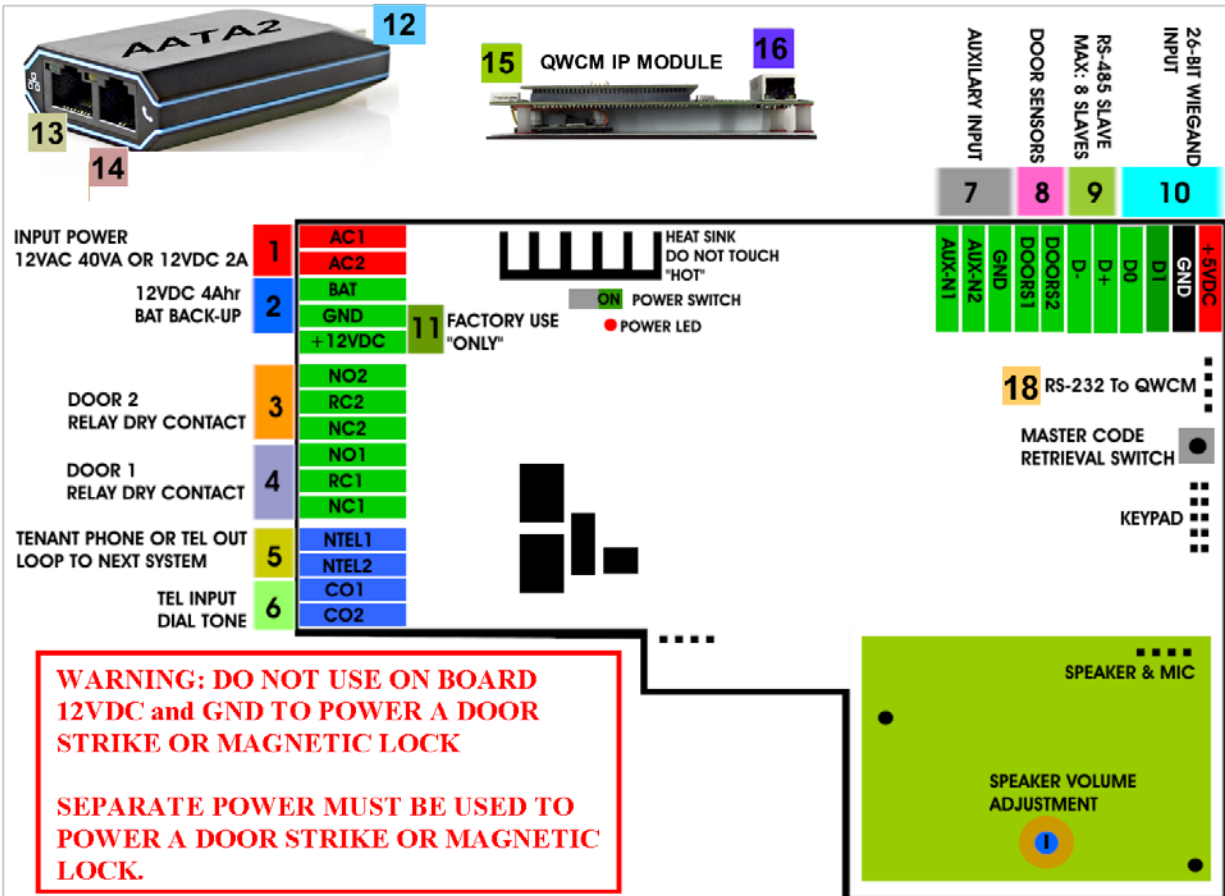 AATA2
12
13
14
15
QWCM IP MODULE
16
AUXILARY INPUT
DOOR SENSORS
RS-485 SLAVE
MAX: 8 SLAVES
26-BIT WIEGAND
INPUT
7
8
9
10
AUX-N1
AUX-N2
GND
DOORS1
DOORS2
D-
D+
D0
D1
GND
+5VDC
INPUT POWER
12VAC 40VA OR 12VDC 2A
1
AC1
AC2
12VDC 4Ahr
BAT BACK-UP
2
BAT
GND
+12VDC
11
FACTORY USE
"ONLY"
HEAT SINK
DO NOT TOUCH
"HOT"
ON
POWER SWITCH
POWER LED
DOOR 2
RELAY DRY CONTACT
3
NO2
RC2
NC2
DOOR 1
RELAY DRY CONTACT
4
NO1
RC1
NC1
TENANT PHONE OR TEL OUT
LOOP TO NEXT SYSTEM
5
NTEL1
NTEL2
TEL INPUT
DIAL TONE
6
CO1
CO2
18
RS-232 To QWCM
MASTER CODE
RETRIEVAL SWITCH
KEYPAD
WARNING: DO NOT USE ON BOARD
12VDC and GND TO POWER A DOOR
STRIKE OR MAGNETIC LOCK
SEPARATE POWER MUST BE USED TO
POWER A DOOR STRIKE OR MAGNETIC
LOCK.
SPEAKER & MIC
SPEAKER VOLUME
ADJUSTMENT